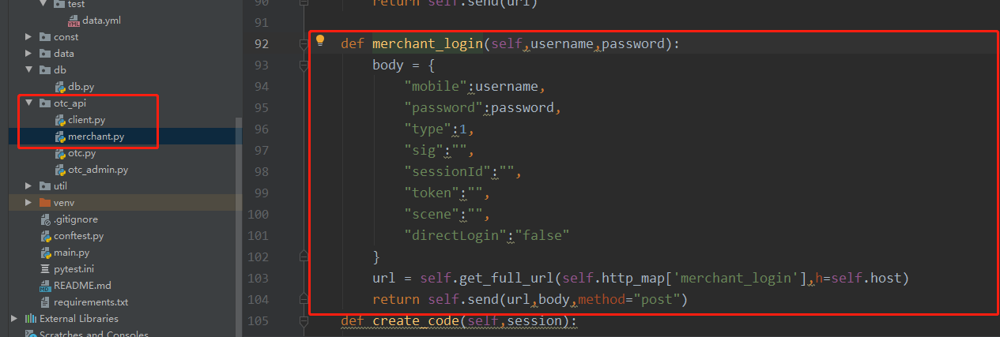 test
data.yml
const
data
db
db.py
otc_api
client.py
merchant.py
otc.py
otc_admin.py
util
venv
.gitignore
conftest.py
main.py
pytest.ini
README.md
requirements.txt
External Libraries
Scratches and Consoles
90 return self.send(url)
91
92 def merchant_login(self,username,password):
93 body = {
94 "mobile":username,
95 "password":password,
96 "type":1,
97 "sig":"",
98 "sessionId":"",
99 "token":"",
100 "scene":"",
101 "directLogin":"false"
102 }
103 url = self.get_full_url(self.http_map['merchant_login'],h=self.host)
104 return self.send(url,body,method="post")
105 def create_code(self,session):